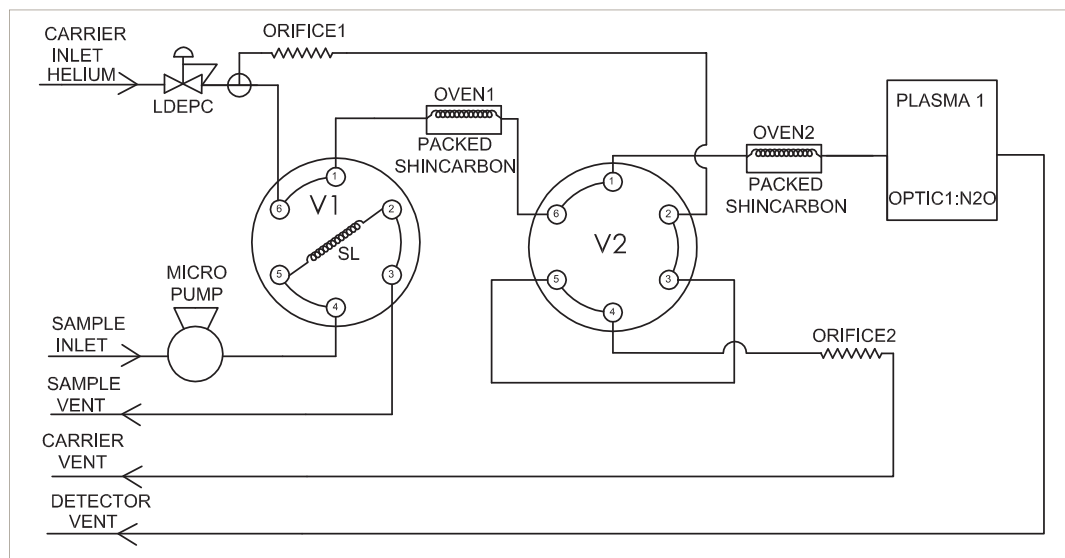 CARRIER
INLET
HELIUM
LDEPC
ORIFICE1
OVEN1
PACKED
SHINCARBON
OVEN2
PACKED
SHINCARBON
PLASMA 1
OPTIC1:N2O
1
6
V1
2
SL
5
3
4
1
6
2
V2
5
3
4
MICRO
PUMP
SAMPLE
INLET
ORIFICE2
SAMPLE
VENT
CARRIER
VENT
DETECTOR
VENT